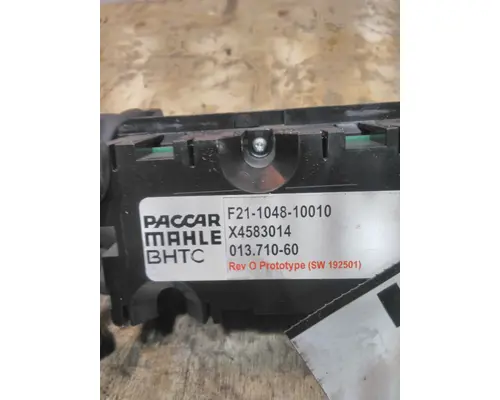 PACCAR
MAHLE
BHTC
F21-1048-10010
X4583014
013.710-60
Rev O Prototype (SW 192501)